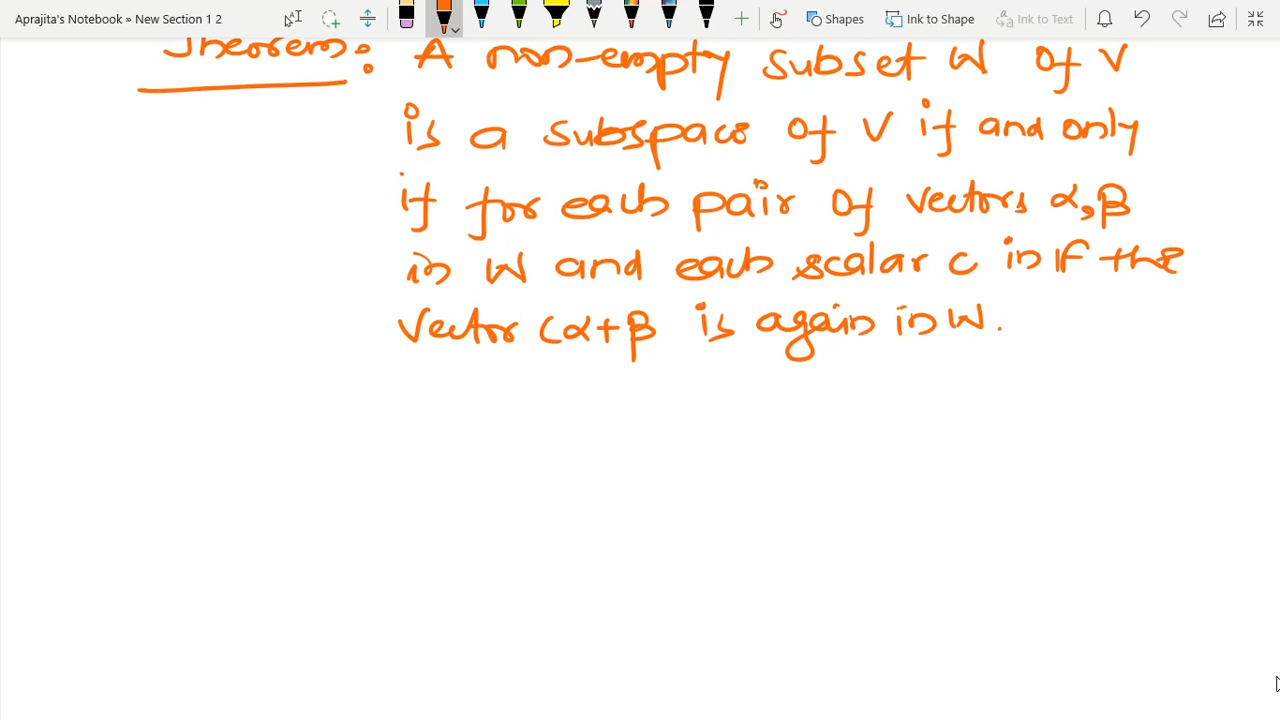 Aprajita's Notebook » New Section 1 2
Shapes
Ink to Shape
Ink to Text
Theorem: A non-empty subset W of V
is a subspace of V if and only
if for each pair of vectors α, β
in W and each scalar c in 𝔽 the
vector cα+β is again in W.